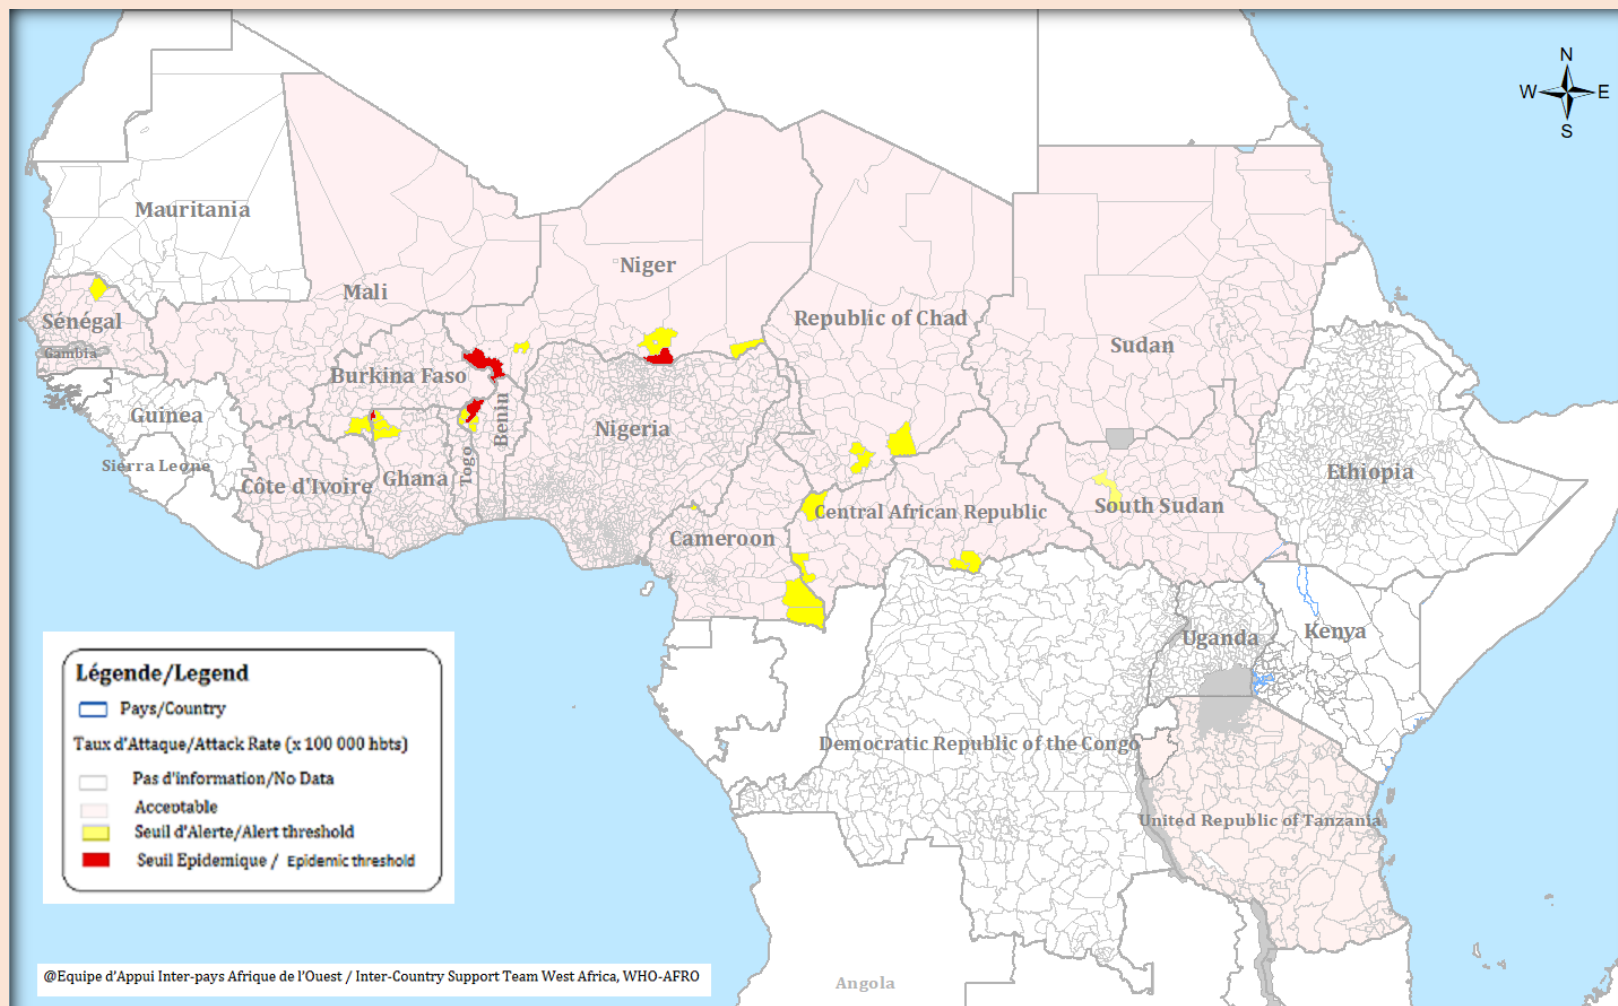 N
W E
S
Mauritania
Niger
Mali
Republic of Chad
Sénégal
Sudan
Gambia
Burkina Faso
Guinea
Benin
Nigeria
Sierra Leone
Togo
Ghana
Côte d'Ivoire
Ethiopia
South Sudan
Central African Republic
Cameroon
Uganda
Kenya
Democratic Republic of the Congo
United Republic of Tanzania
Angola
Légende/Legend
Pays/Country
Taux d'Attaque/Attack Rate (x 100 000 hbts)
Pas d'information/No Data
Acceptable
Seuil d'Alerte/Alert threshold
Seuil Epidemique / Epidemic threshold
@Equipe d'Appui Inter-pays Afrique de l'Ouest / Inter-Country Support Team West Africa, WHO-AFRO